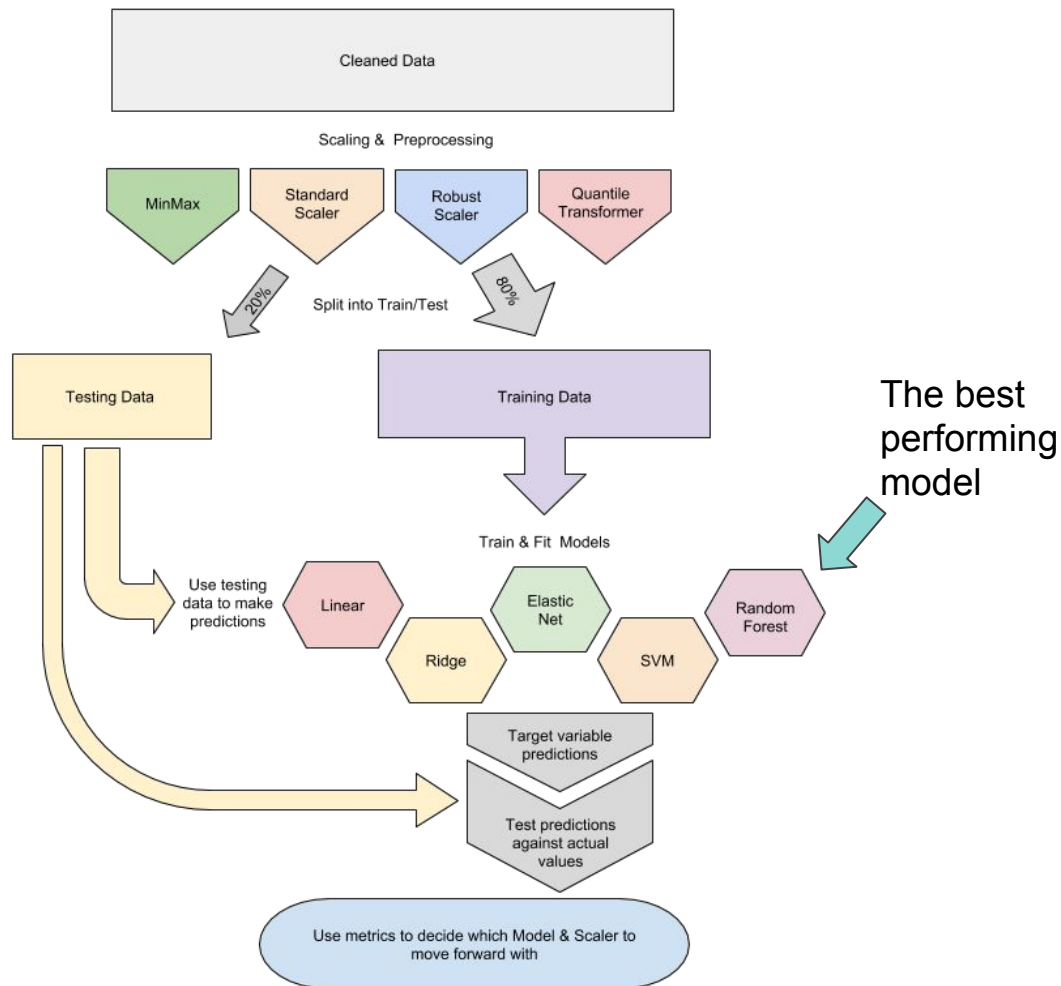 Cleaned Data
Scaling & Preprocessing
MinMax
Standard
Scaler
Robust
Scaler
Quantile
Transformer
20%
Split into Train/Test
80%
Testing Data
Training Data
The best
performing
model
Train & Fit Models
Use testing
data to make
predictions
Linear
Ridge
Elastic
Net
SVM
Random
Forest
Target variable
predictions
Test predictions
against actual
values
Use metrics to decide which Model & Scaler to
move forward with